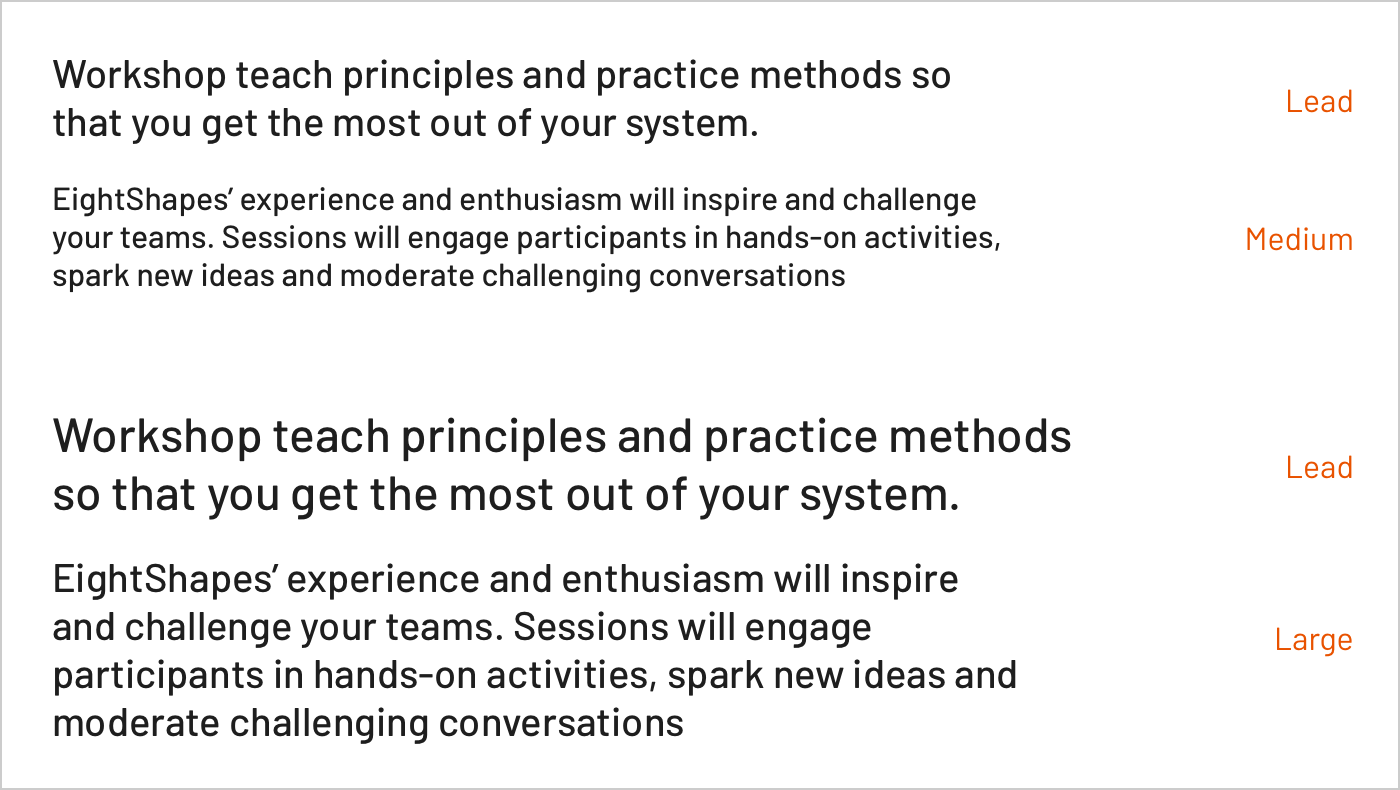 Workshop teach principles and practice methods so
that you get the most out of your system.
Lead
EightShapes’ experience and enthusiasm will inspire and challenge
your teams. Sessions will engage participants in hands-on activities,
spark new ideas and moderate challenging conversations
Medium
Workshop teach principles and practice methods
so that you get the most out of your system.
Lead
EightShapes’ experience and enthusiasm will inspire
and challenge your teams. Sessions will engage
participants in hands-on activities, spark new ideas and
moderate challenging conversations
Large